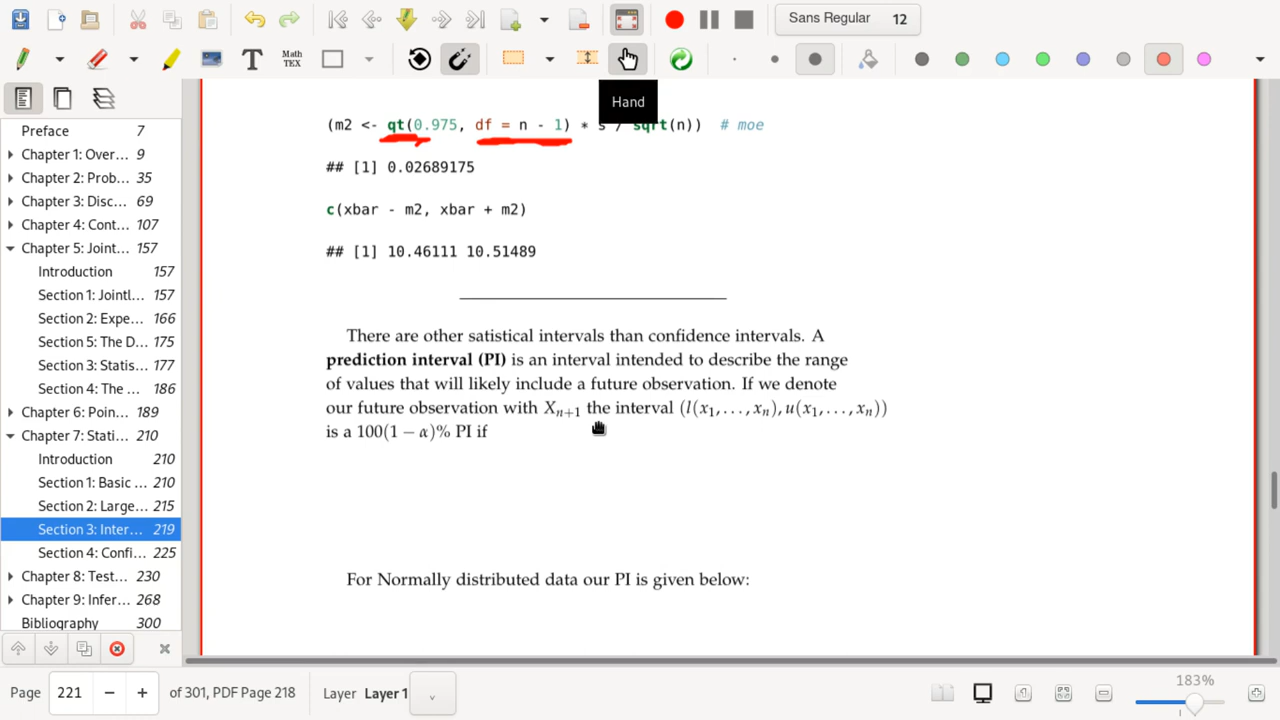 Sans Regular 12
Math
TEX
Hand
Preface 7
Chapter 1: Over... 9
Chapter 2: Prob... 35
Chapter 3: Disc... 69
Chapter 4: Cont... 107
Chapter 5: Joint... 157
Introduction 157
Section 1: Jointl... 157
Section 2: Expe... 166
Section 5: The D... 175
Section 3: Statis... 177
Section 4: The ... 186
Chapter 6: Poin... 189
Chapter 7: Stati... 210
Introduction 210
Section 1: Basic ... 210
Section 2: Large... 215
Section 3: Inter... 219
Section 4: Confi... 225
Chapter 8: Test... 230
Chapter 9: Infer... 268
Bibliography 300
(m2 <- qt(0.975, df = n - 1) * s / sqrt(n)) # moe
## [1] 0.02689175
c(xbar - m2, xbar + m2)
## [1] 10.46111 10.51489
There are other satistical intervals than confidence intervals. A
prediction interval (PI) is an interval intended to describe the range
of values that will likely include a future observation. If we denote
our future observation with Xₙ₊₁ the interval (l(x₁, . . . , xₙ), u(x₁, . . . , xₙ))
is a 100(1 − α)% PI if
For Normally distributed data our PI is given below:
Page 221 of 301, PDF Page 218 Layer Layer 1 183%